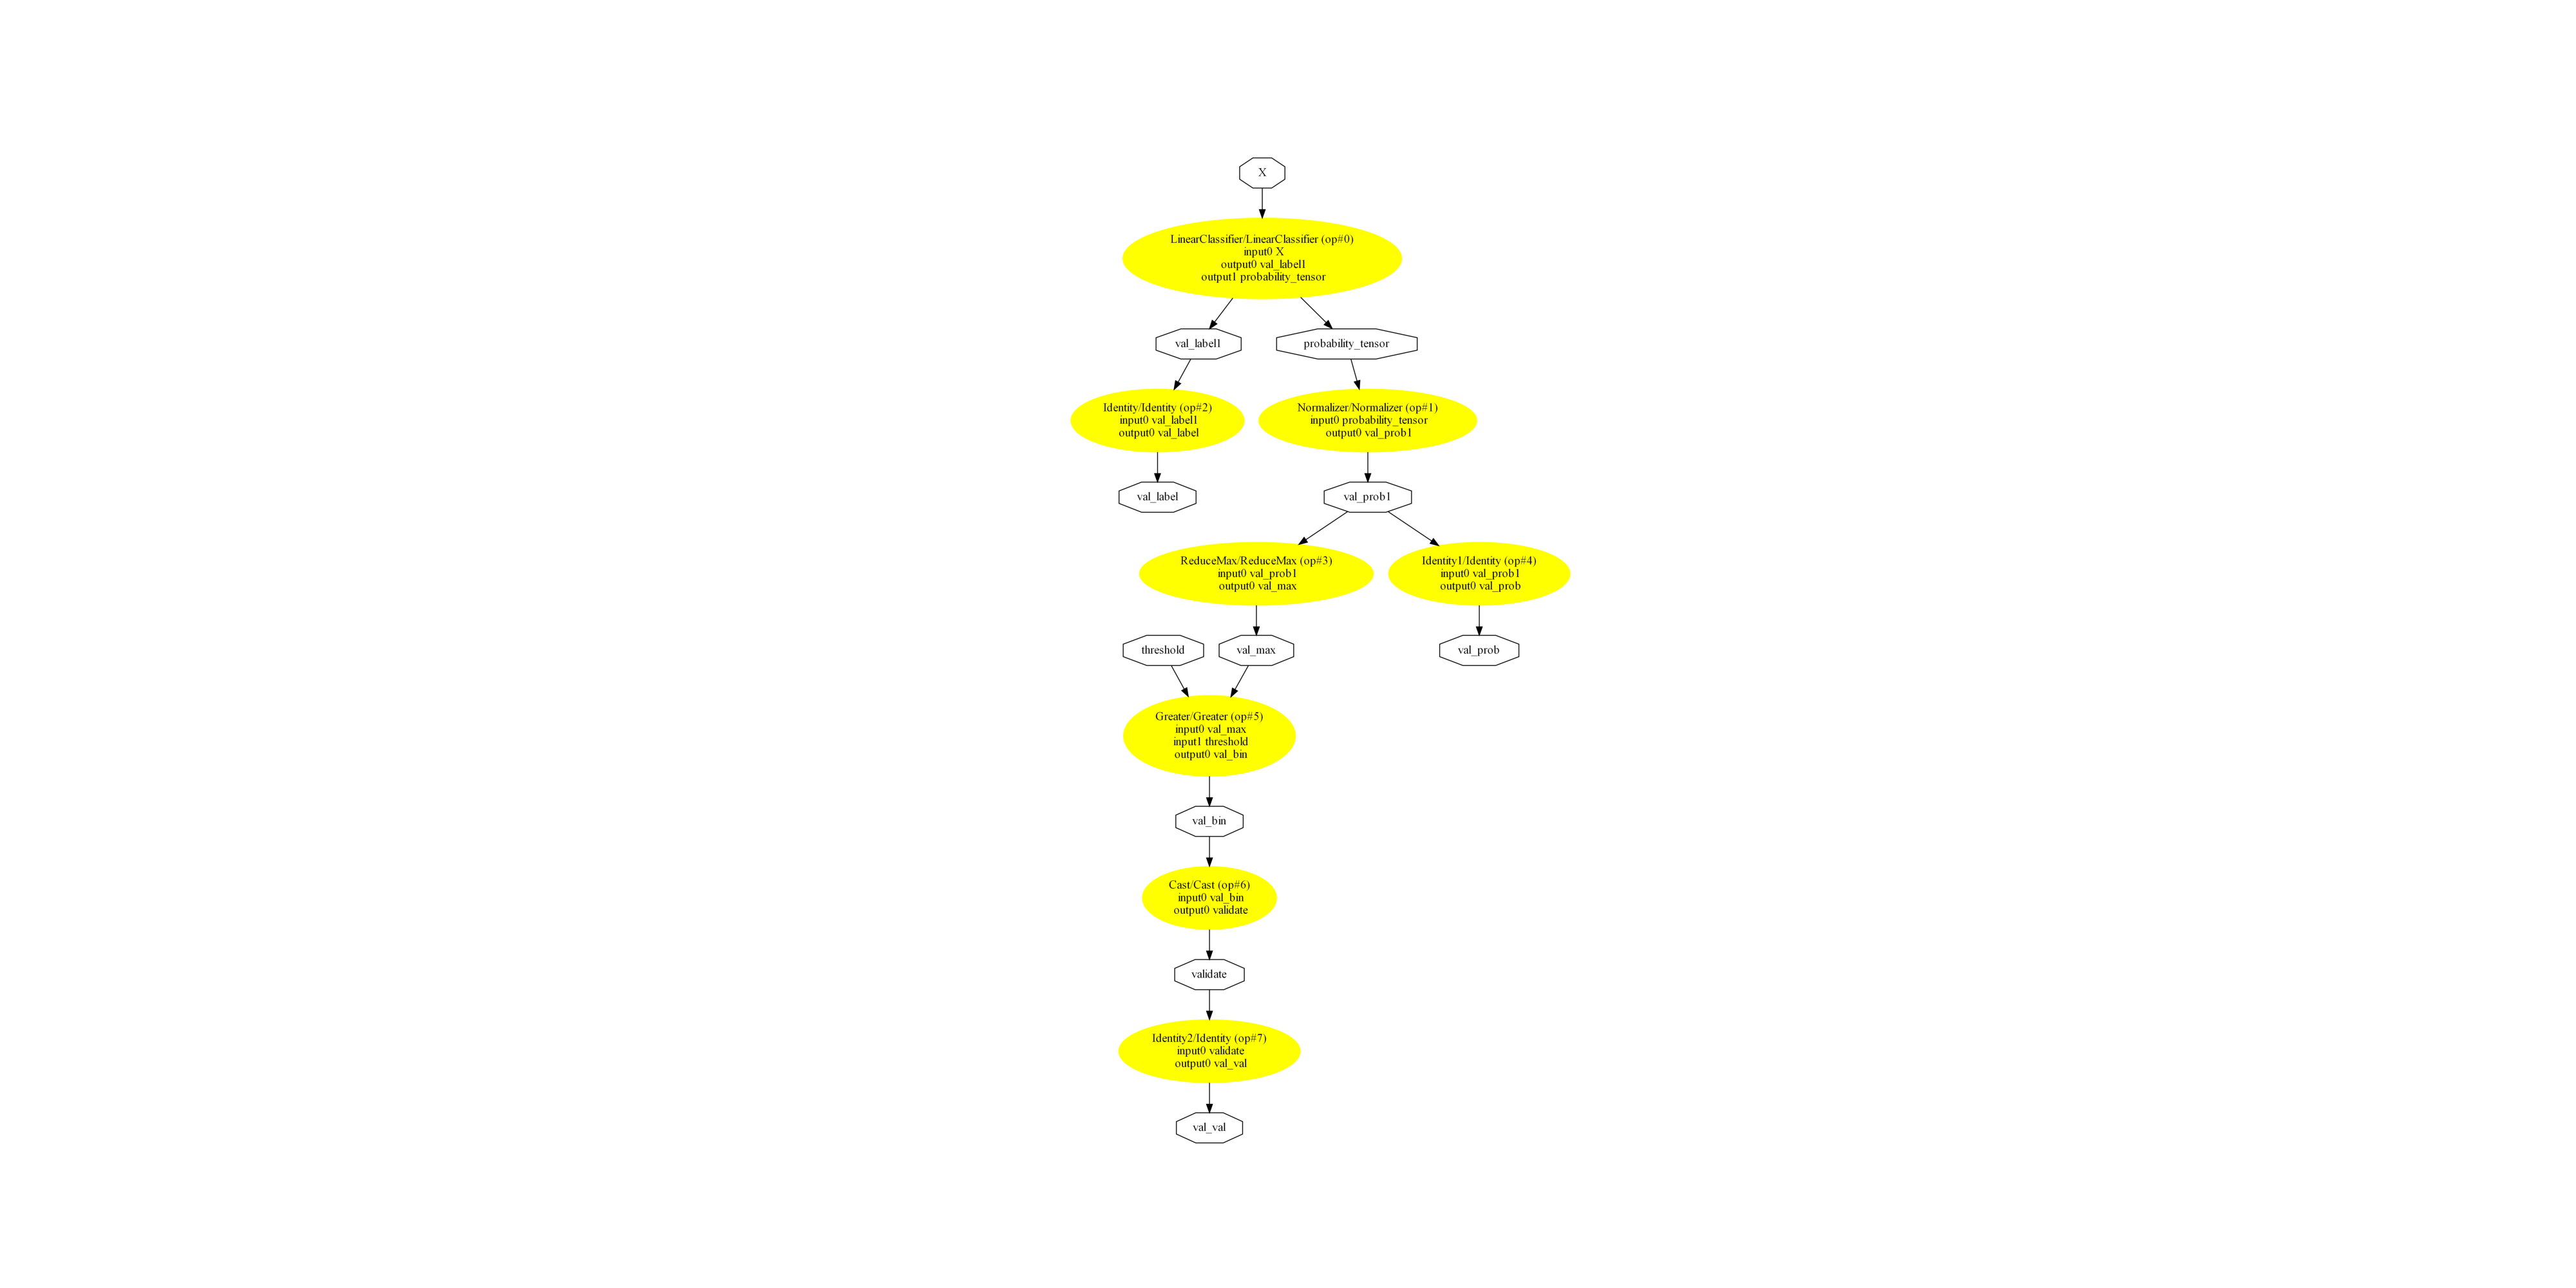 X
LinearClassifier/LinearClassifier (op#0)
input0 X
output0 val_label1
output1 probability_tensor
val_label1
probability_tensor
Identity/Identity (op#2)
input0 val_label1
output0 val_label
Normalizer/Normalizer (op#1)
input0 probability_tensor
output0 val_prob1
val_label
val_prob1
ReduceMax/ReduceMax (op#3)
input0 val_prob1
output0 val_max
Identity1/Identity (op#4)
input0 val_prob1
output0 val_prob
threshold
val_max
val_prob
Greater/Greater (op#5)
input0 val_max
input1 threshold
output0 val_bin
val_bin
Cast/Cast (op#6)
input0 val_bin
output0 validate
validate
Identity2/Identity (op#7)
input0 validate
output0 val_val
val_val